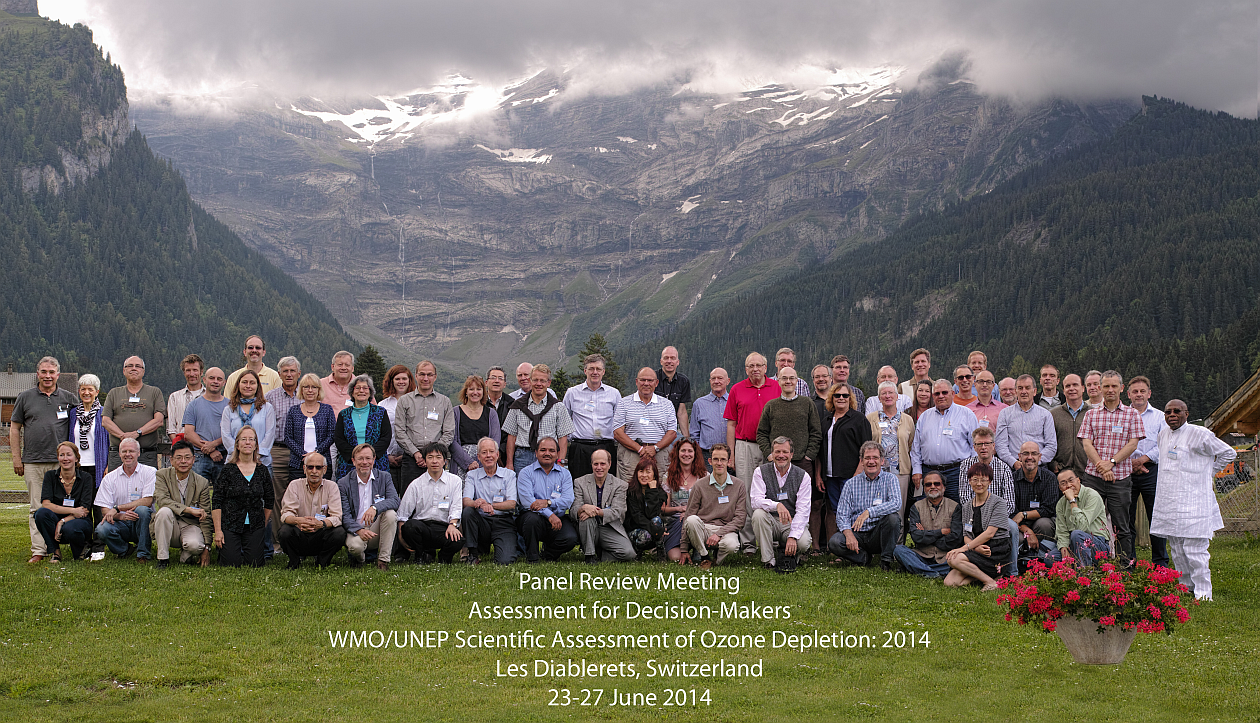 Panel Review Meeting
Assessment for Decision-Makers
WMO/UNEP Scientific Assessment of Ozone Depletion: 2014
Les Diablerets, Switzerland
23-27 June 2014